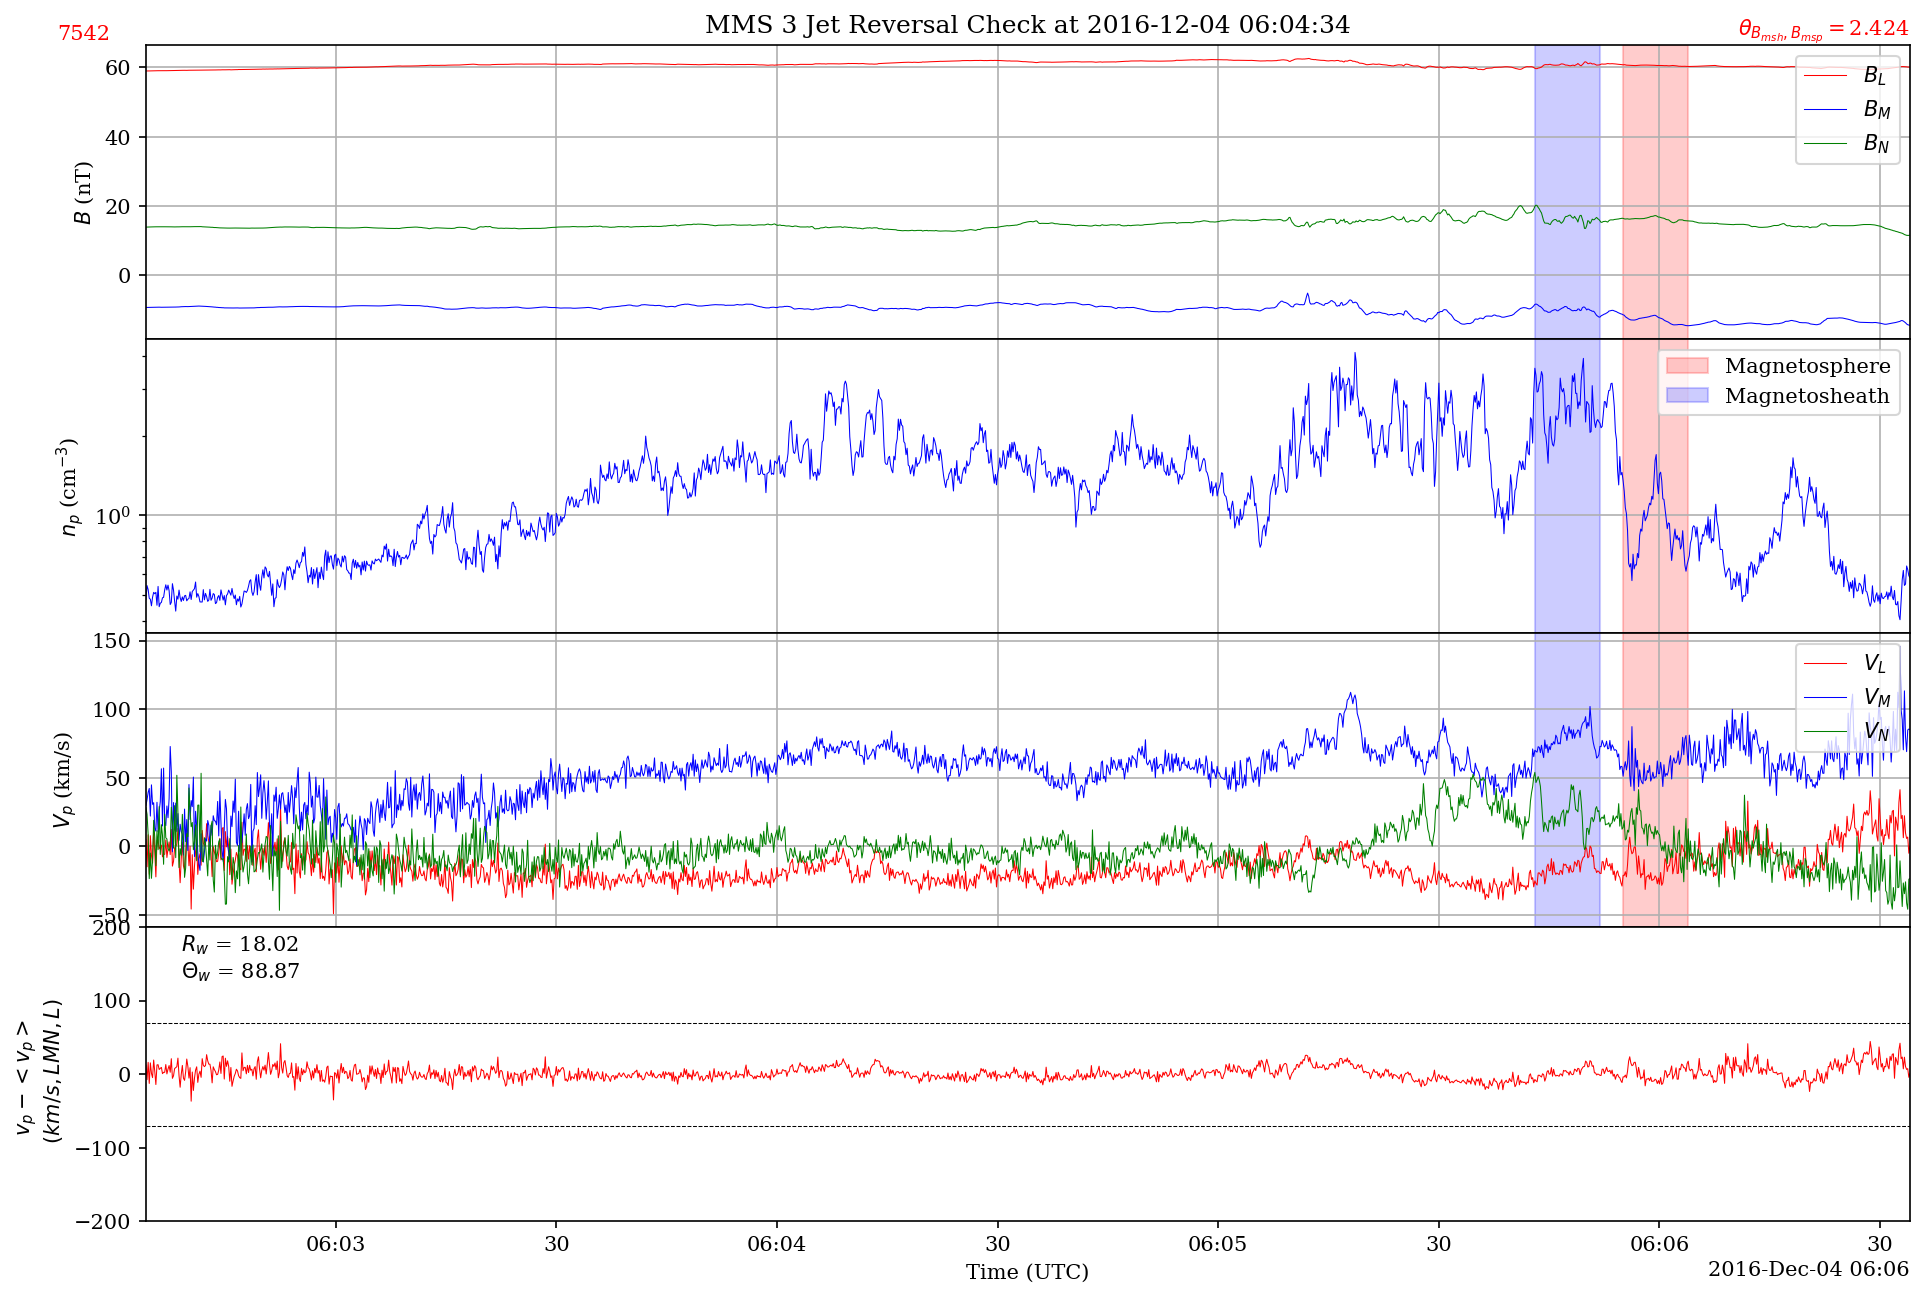 7542
MMS 3 Jet Reversal Check at 2016-12-04 06:04:34
θ_{B_{msh}, B_{msp}} = 2.424
60
40
20
0
B (nT)
B_L
B_M
B_N
10^0
n_p (cm^{−3})
Magnetosphere
Magnetosheath
150
100
50
0
−50
V_p (km/s)
V_L
V_M
V_N
200
100
0
−100
−200
v_p − <v_p>
(km/s, LMN, L)
R_w = 18.02
Θ_w = 88.87
06:03
30
06:04
30
06:05
30
06:06
30
Time (UTC)
2016-Dec-04 06:06